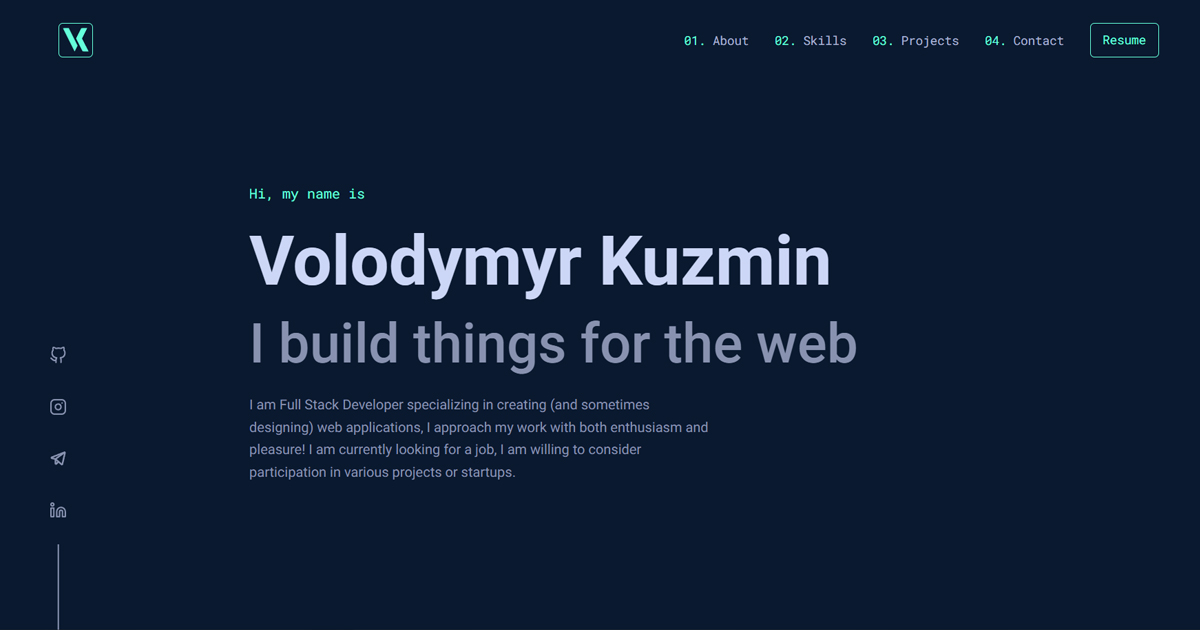 VK
01. About 02. Skills 03. Projects 04. Contact Resume
Hi, my name is
Volodymyr Kuzmin
I build things for the web
I am Full Stack Developer specializing in creating (and sometimes
designing) web applications, I approach my work with both enthusiasm and
pleasure! I am currently looking for a job, I am willing to consider
participation in various projects or startups.
in